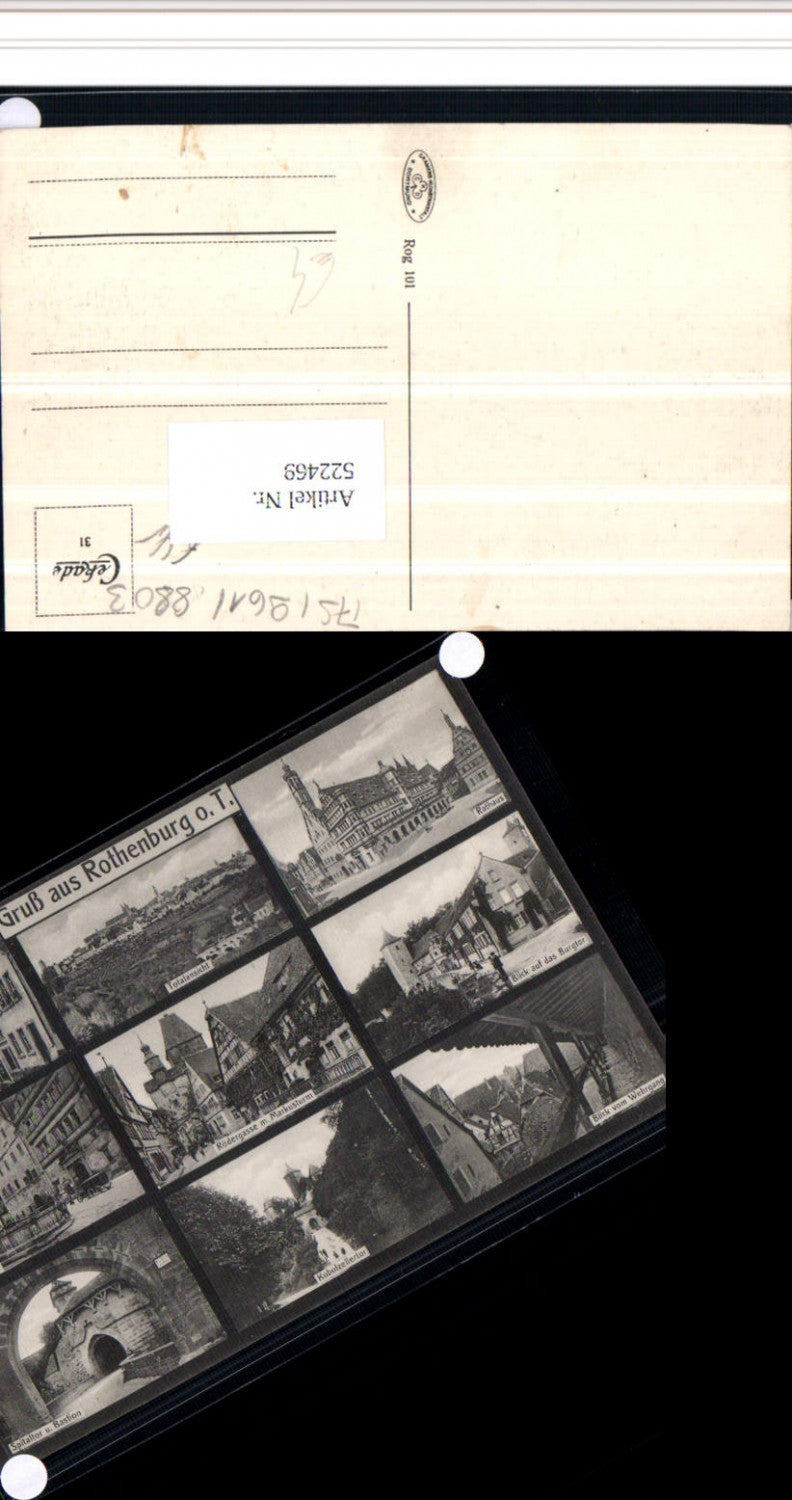 Rog 101
Artikel Nr.
522469
Cekade
31
Gruß aus Rothenburg o. T.
Rathaus
Totalansicht
Blick auf das Burgtor
Rödergasse m. Markusturm
Blick vom Wehrgang
Kobolzellertor
Spitaltor u. Bastion